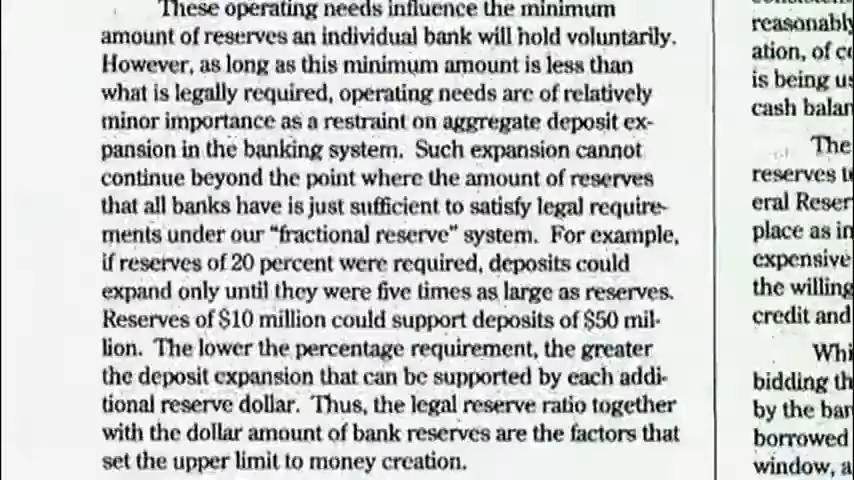 These operating needs influence the minimum
amount of reserves an individual bank will hold voluntarily.
However, as long as this minimum amount is less than
what is legally required, operating needs are of relatively
minor importance as a restraint on aggregate deposit ex-
pansion in the banking system. Such expansion cannot
continue beyond the point where the amount of reserves
that all banks have is just sufficient to satisfy legal require-
ments under our "fractional reserve" system. For example,
if reserves of 20 percent were required, deposits could
expand only until they were five times as large as reserves.
Reserves of $10 million could support deposits of $50 mil-
lion. The lower the percentage requirement, the greater
the deposit expansion that can be supported by each addi-
tional reserve dollar. Thus, the legal reserve ratio together
with the dollar amount of bank reserves are the factors that
set the upper limit to money creation.
reasonably
ation, of
is being
cash
The
reserves
place as
expensive
the
credit and
bidding
by the
borrowed
window,